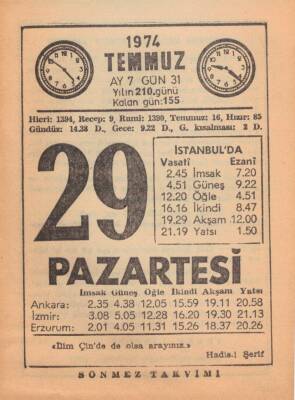 1974
TEMMUZ
AY 7 GÜN 31
Yılın 210. günü
Kalan gün: 155
Hicri: 1394, Recep: 9, Rumi: 1390, Temmuz: 16, Hızır: 85
Gündüz: 14.38 D., Gece: 9.22 D., G. kısalması: 2 D.
29
İSTANBUL'DA
Vasatî Ezanî
2.45 İmsak 7.20
4.51 Güneş 9.22
12.20 Öğle 4.51
16.16 İkindi 8.47
19.29 Akşam 12.00
21.19 Yatsı 1.50
PAZARTESİ
İmsak Güneş Öğle İkindi Akşam Yatsı
Ankara: 2.35 4.38 12.05 15.59 19.11 20.58
İzmir: 3.08 5.05 12.28 16.20 19.30 21.13
Erzurum: 2.01 4.05 11.31 15.26 18.37 20.26
«İlim Çin'de de olsa arayınız.»
Hadis-i Şerif
SÖNMEZ TAKVİMİ